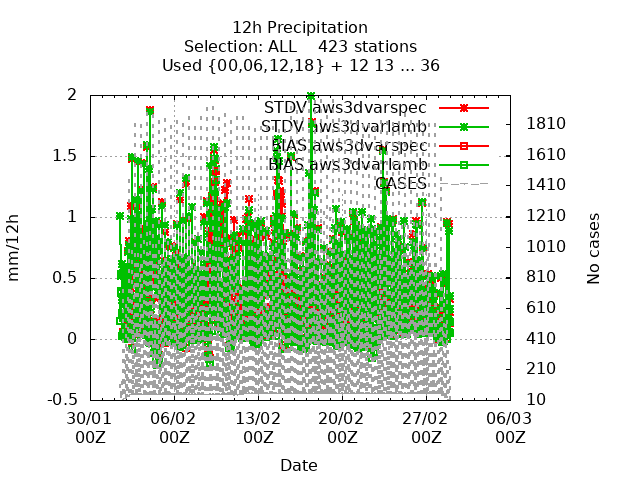 12h Precipitation
Selection: ALL    423 stations
Used {00,06,12,18} + 12 13 ... 36
STDV aws3dvarspec
STDV aws3dvarlamb
BIAS aws3dvarspec
BIAS aws3dvarlamb
CASES
2
1.5
1
0.5
0
-0.5
mm/12h
1810
1610
1410
1210
1010
810
610
410
210
10
No cases
30/01 06/02 13/02 20/02 27/02 06/03
00Z 00Z 00Z 00Z 00Z 00Z
Date